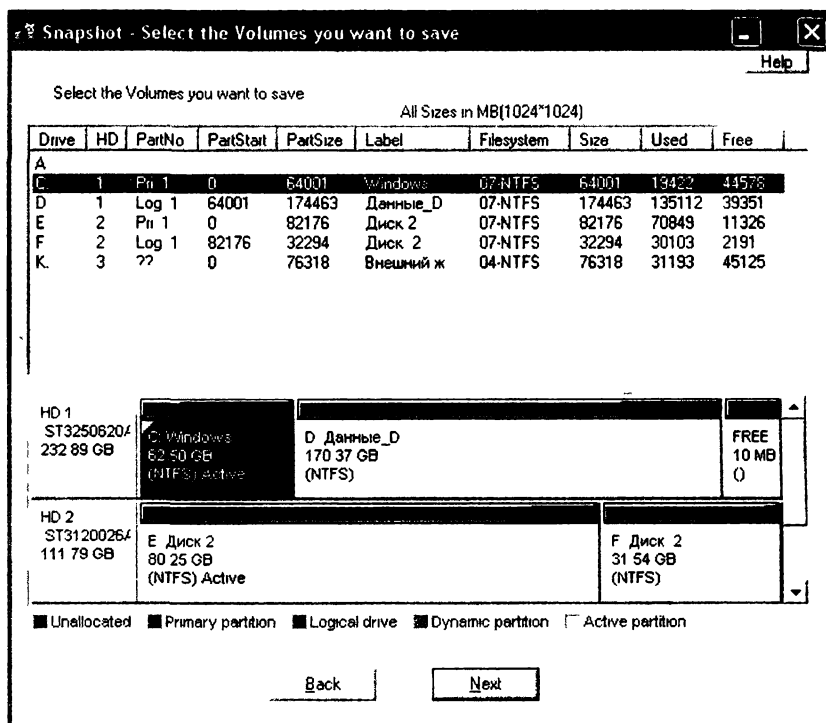 Snapshot - Select the Volumes you want to save
Help
Select the Volumes you want to save
All Sizes in MB(1024*1024)
Drive HD PartNo PartStart PartSize Label Filesystem Size Used Free
A
C. 1 Pri 1 0 64001 Windows 07-NTFS 64001 19422 44578
D 1 Log 1 64001 174463 Данные_D 07-NTFS 174463 135112 39351
E 2 Pri 1 0 82176 Диск 2 07-NTFS 82176 70849 11326
F 2 Log 1 82176 32294 Диск 2 07-NTFS 32294 30103 2191
K. 3 ?? 0 76318 Внешний ж 04-NTFS 76318 31193 45125
HD 1
ST3250620A
232 89 GB
C: Windows
62 50 GB
(NTFS) Active
D Данные_D
170 37 GB
(NTFS)
FREE
10 MB
()
HD 2
ST3120026A
111 79 GB
E Диск 2
80 25 GB
(NTFS) Active
F Диск 2
31 54 GB
(NTFS)
Unallocated Primary partition Logical drive Dynamic partition Active partition
Back Next